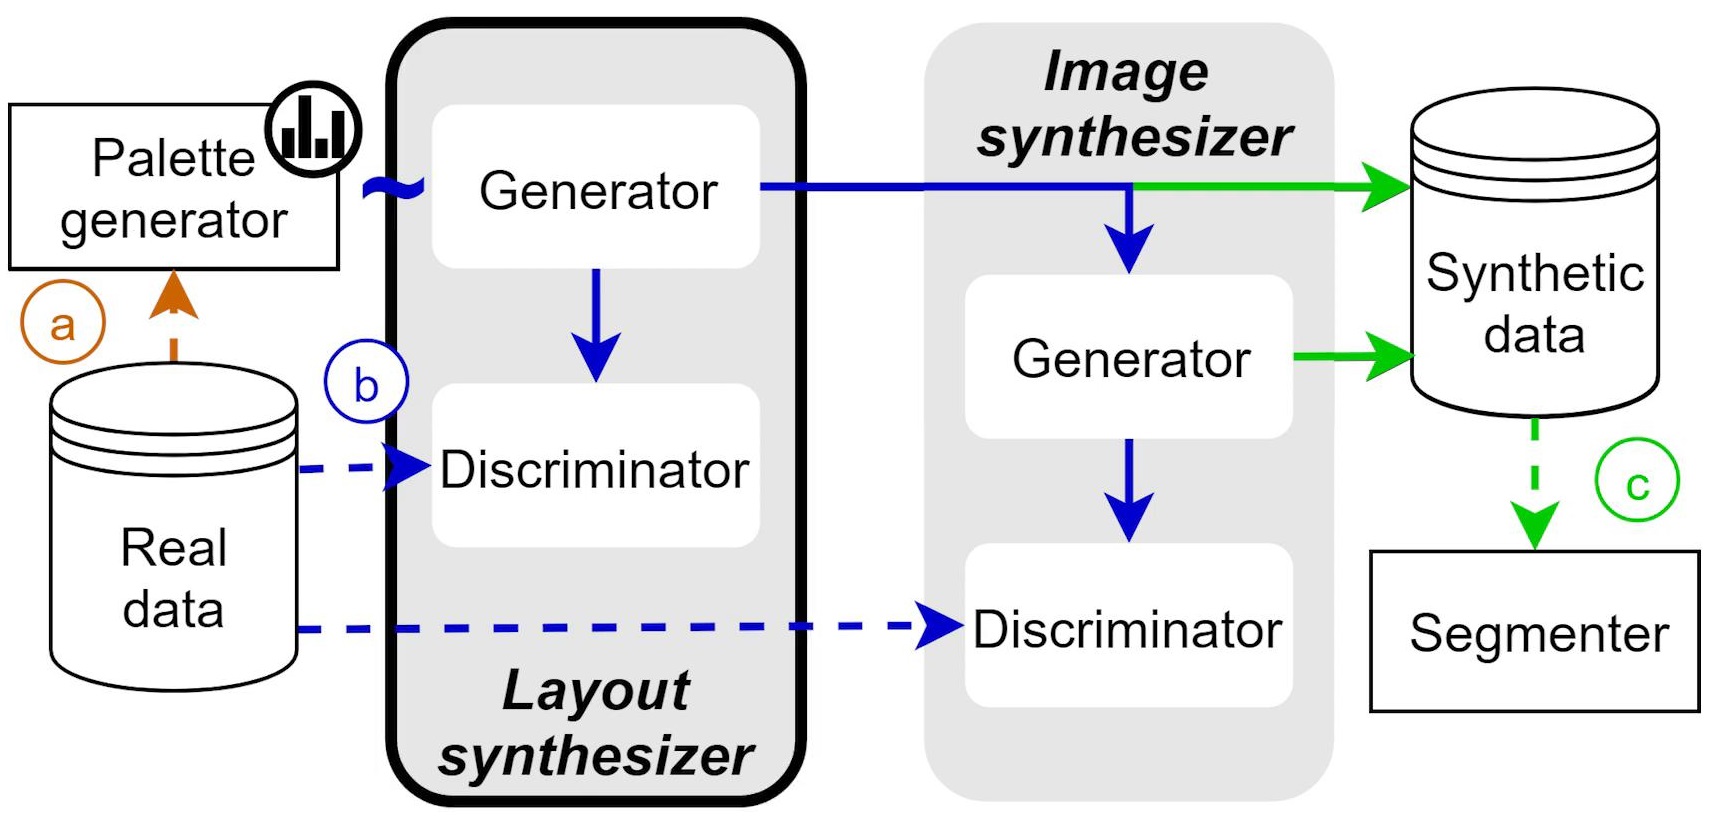 Palette
generator
a
Real
data
b
Generator
Discriminator
Layout
synthesizer
Image
synthesizer
Generator
Discriminator
Synthetic
data
c
Segmenter